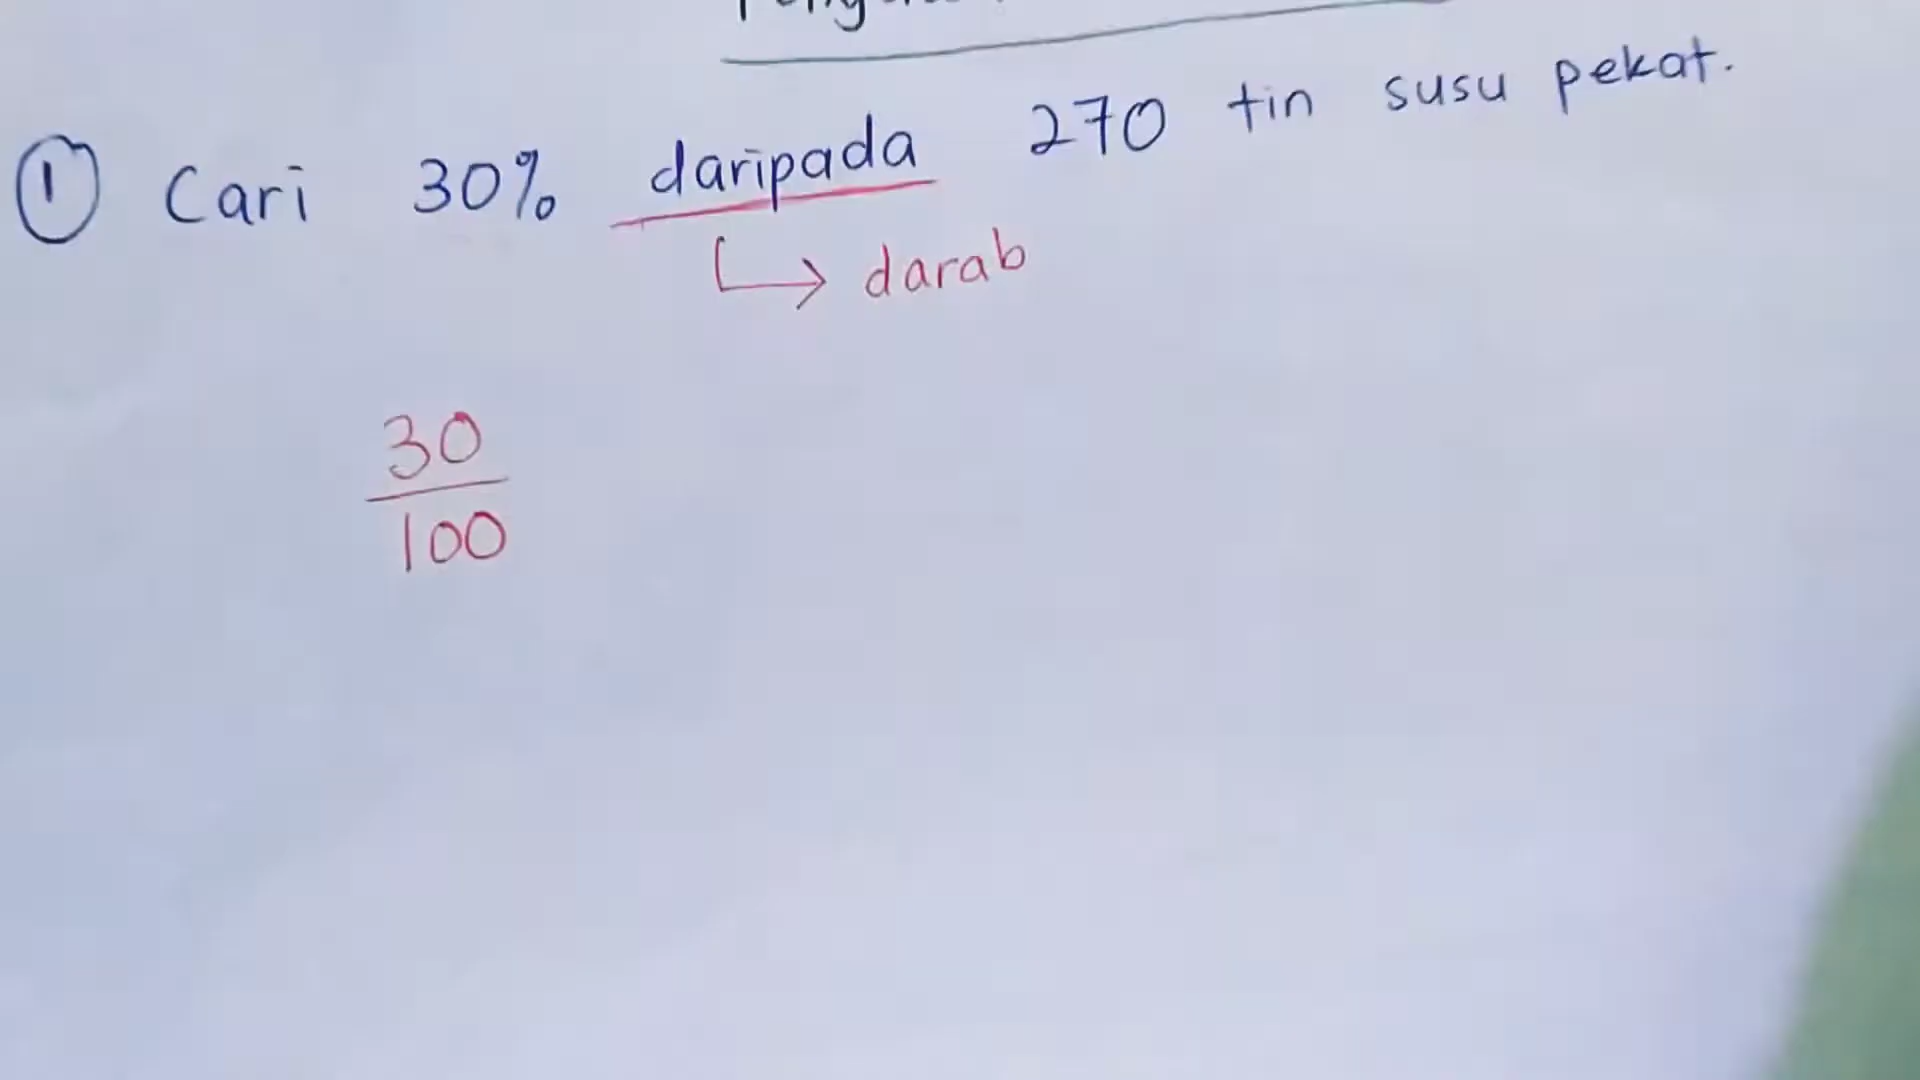 ① Cari 30% daripada 270 tin susu pekat.
↳ darab
30
100